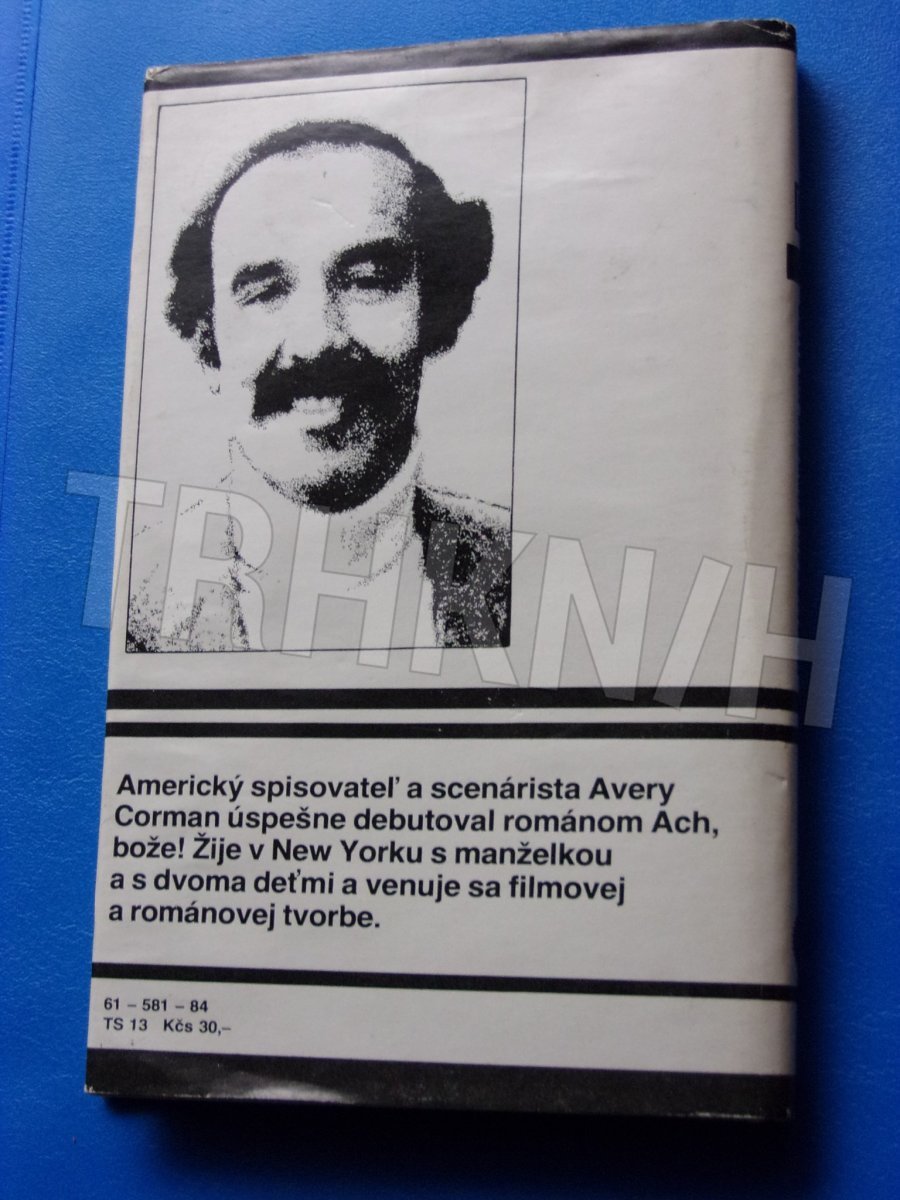 TRHKNIH
Americký spisovateľ a scenárista Avery
Corman úspešne debutoval románom Ach,
bože! Žije v New Yorku s manželkou
a s dvoma deťmi a venuje sa filmovej
a románovej tvorbe.
61 – 581 – 84
TS 13 Kčs 30,–